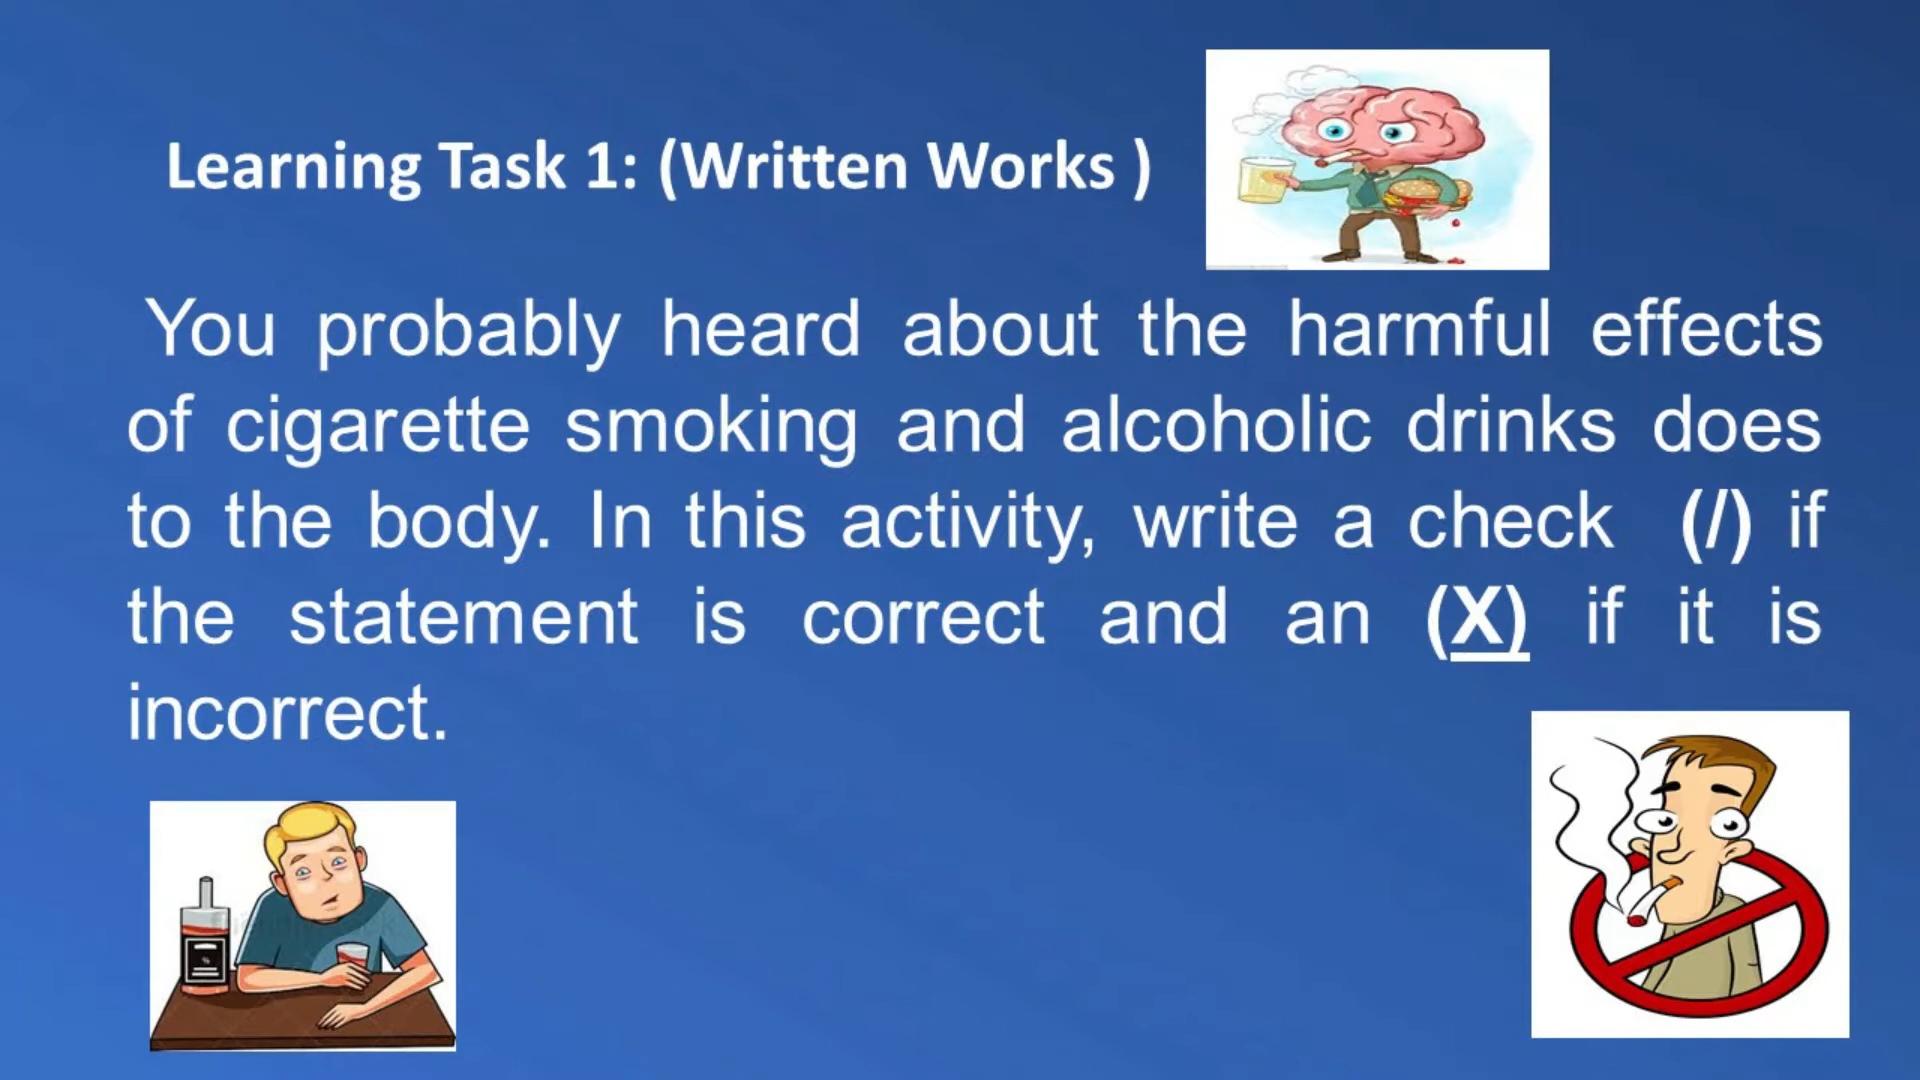 Learning Task 1: (Written Works )
You probably heard about the harmful effects
of cigarette smoking and alcoholic drinks does
to the body. In this activity, write a check (/) if
the statement is correct and an (X) if it is
incorrect.